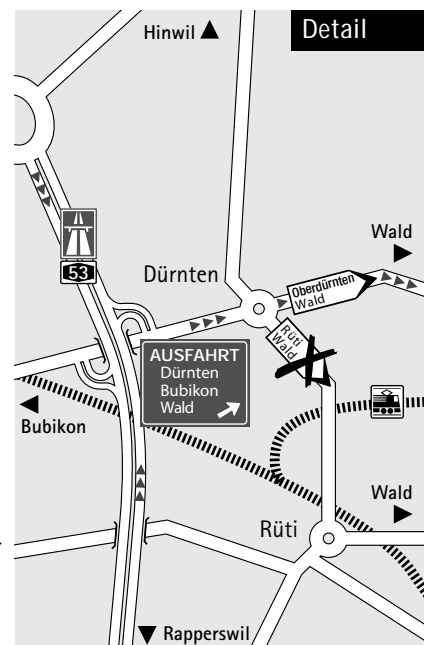 Hinwil
Detail
Wald
53
Dürnten
Oberdürnten
Wald
Rüti
Wald
AUSFAHRT
Dürnten
Bubikon
Wald
Bubikon
Wald
Rüti
Rapperswil